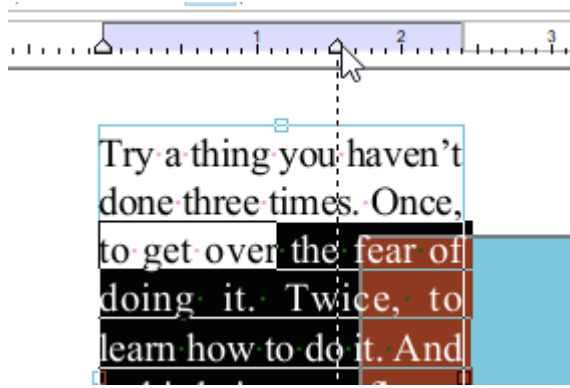 1 2 3
Try a thing you haven’t
done three times. Once,
to get over the fear of
doing it. Twice, to
learn how to do it. And